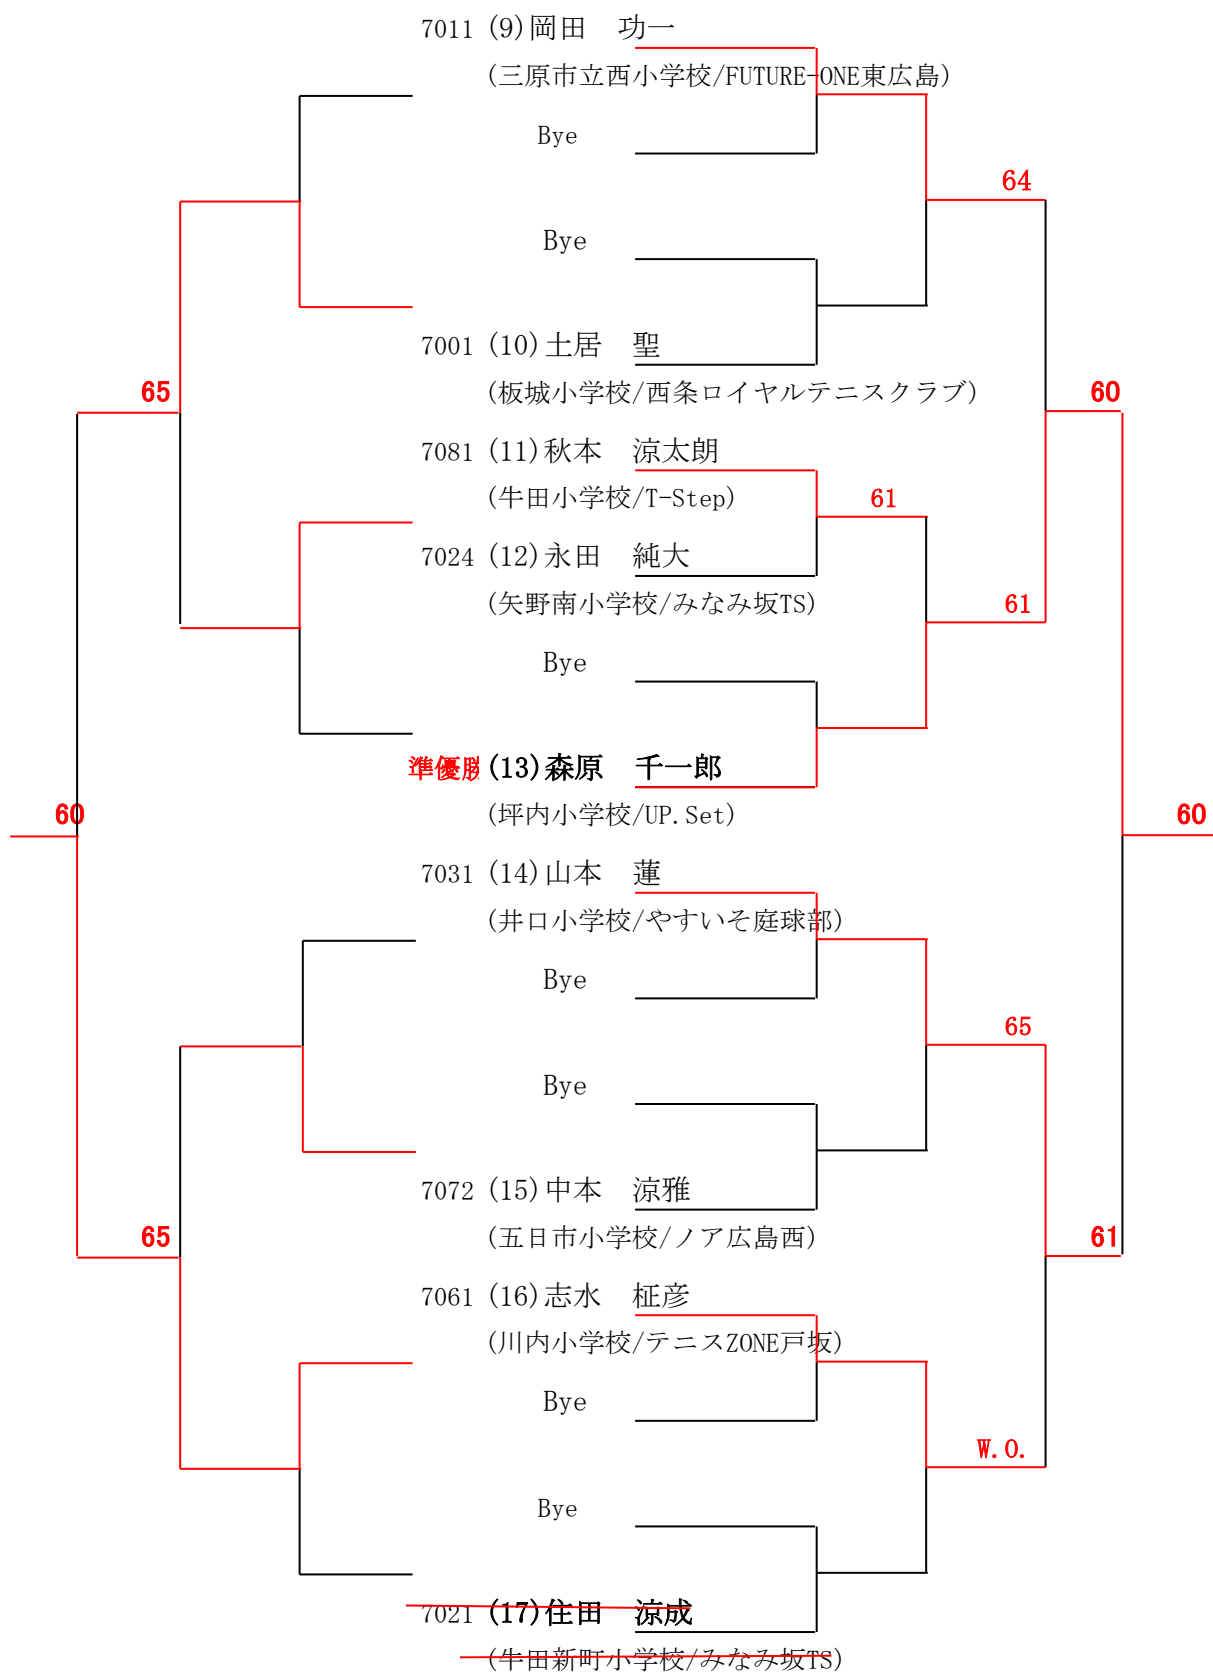 7011 (9)岡田　功一
(三原市立西小学校/FUTURE-ONE東広島)
Bye
64
Bye
7001 (10)土居　聖
65
(板城小学校/西条ロイヤルテニスクラブ)
60
7081 (11)秋本　涼太朗
(牛田小学校/T-Step)
61
7024 (12)永田　純大
(矢野南小学校/みなみ坂TS)
61
Bye
準優勝 (13)森原　千一郎
60
(坪内小学校/UP.Set)
60
7031 (14)山本　蓮
(井口小学校/やすいそ庭球部)
Bye
65
Bye
7072 (15)中本　涼雅
65
(五日市小学校/ノア広島西)
61
7061 (16)志水　柾彦
(川内小学校/テニスZONE戸坂)
Bye
W.O.
Bye
7021 (17)住田　涼成
(牛田新町小学校/みなみ坂TS)